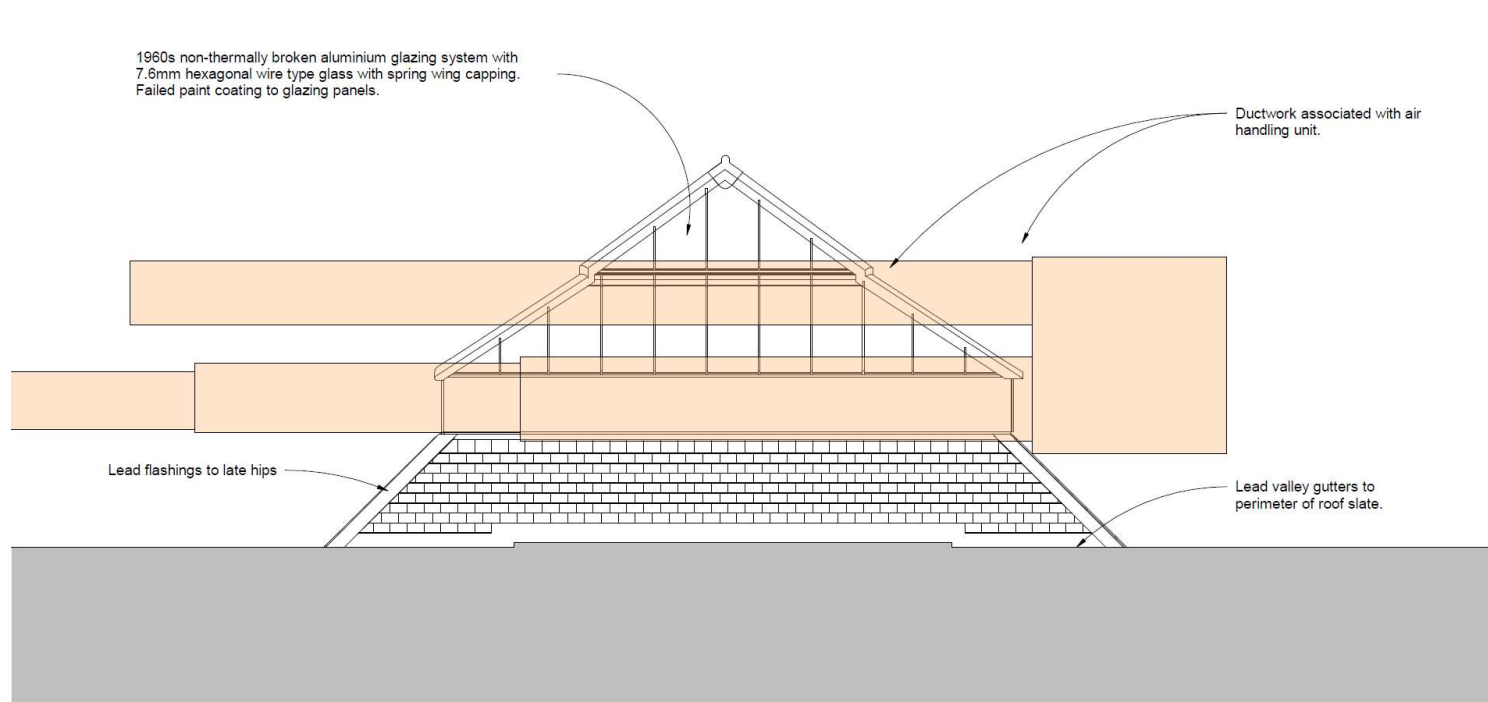 1960s non-thermally broken aluminium glazing system with
7.6mm hexagonal wire type glass with spring wing capping.
Failed paint coating to glazing panels.
Ductwork associated with air
handling unit.
Lead flashings to late hips
Lead valley gutters to
perimeter of roof slate.